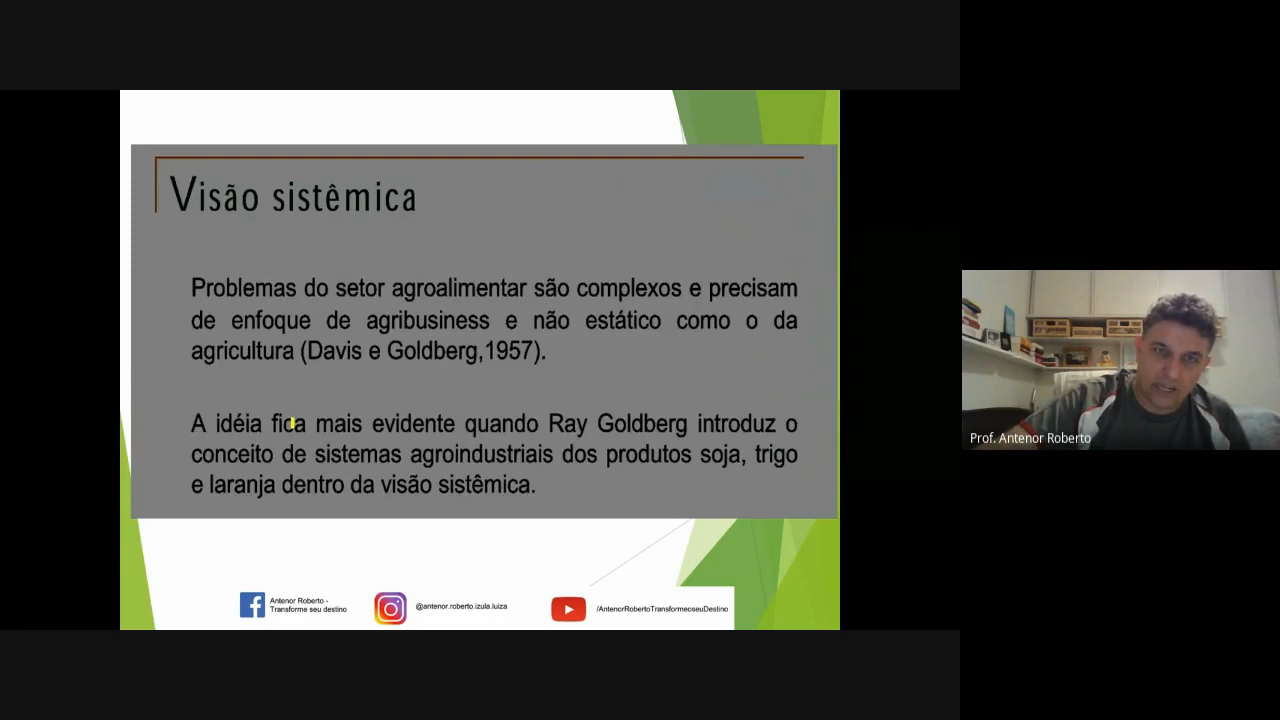 Visão sistêmica
Problemas do setor agroalimentar são complexos e precisam
de enfoque de agribusiness e não estático como o da
agricultura (Davis e Goldberg,1957).
A idéia fica mais evidente quando Ray Goldberg introduz o
conceito de sistemas agroindustriais dos produtos soja, trigo
e laranja dentro da visão sistêmica.
Antenor Roberto -
Transforme seu destino
@antenor.roberto.izula.luiza
/AntenorRobertoTransformeoseuDestino
Prof. Antenor Roberto